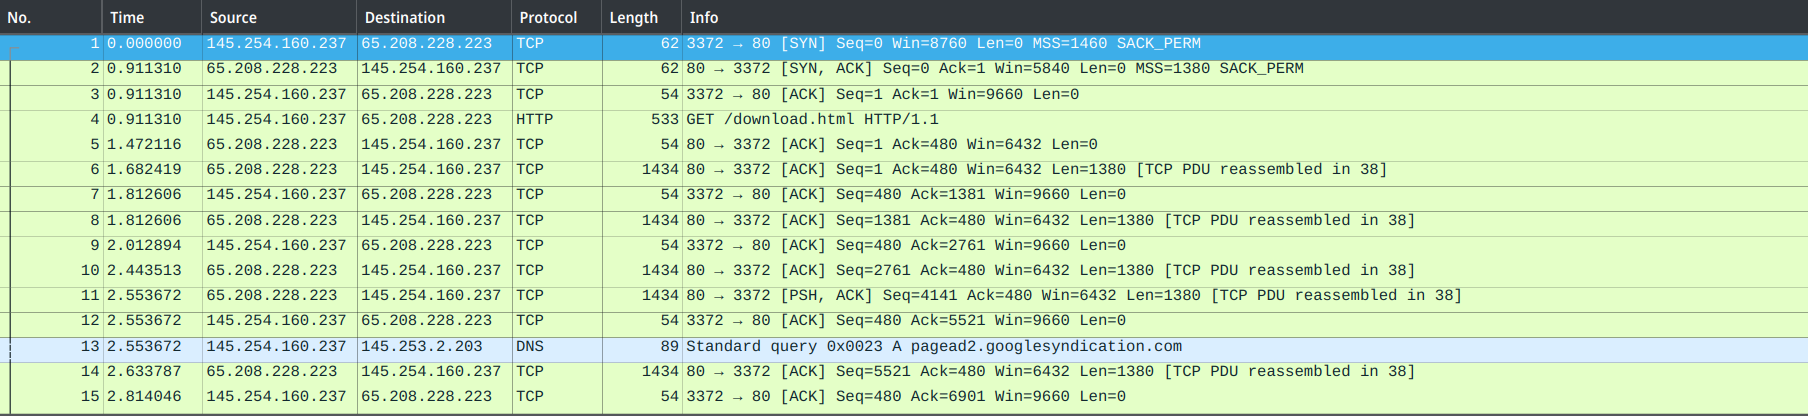 No. Time Source Destination Protocol Length Info
1 0.000000 145.254.160.237 65.208.228.223 TCP 62 3372 → 80 [SYN] Seq=0 Win=8760 Len=0 MSS=1460 SACK_PERM
2 0.911310 65.208.228.223 145.254.160.237 TCP 62 80 → 3372 [SYN, ACK] Seq=0 Ack=1 Win=5840 Len=0 MSS=1380 SACK_PERM
3 0.911310 145.254.160.237 65.208.228.223 TCP 54 3372 → 80 [ACK] Seq=1 Ack=1 Win=9660 Len=0
4 0.911310 145.254.160.237 65.208.228.223 HTTP 533 GET /download.html HTTP/1.1
5 1.472116 65.208.228.223 145.254.160.237 TCP 54 80 → 3372 [ACK] Seq=1 Ack=480 Win=6432 Len=0
6 1.682419 65.208.228.223 145.254.160.237 TCP 1434 80 → 3372 [ACK] Seq=1 Ack=480 Win=6432 Len=1380 [TCP PDU reassembled in 38]
7 1.812606 145.254.160.237 65.208.228.223 TCP 54 3372 → 80 [ACK] Seq=480 Ack=1381 Win=9660 Len=0
8 1.812606 65.208.228.223 145.254.160.237 TCP 1434 80 → 3372 [ACK] Seq=1381 Ack=480 Win=6432 Len=1380 [TCP PDU reassembled in 38]
9 2.012894 145.254.160.237 65.208.228.223 TCP 54 3372 → 80 [ACK] Seq=480 Ack=2761 Win=9660 Len=0
10 2.443513 65.208.228.223 145.254.160.237 TCP 1434 80 → 3372 [ACK] Seq=2761 Ack=480 Win=6432 Len=1380 [TCP PDU reassembled in 38]
11 2.553672 65.208.228.223 145.254.160.237 TCP 1434 80 → 3372 [PSH, ACK] Seq=4141 Ack=480 Win=6432 Len=1380 [TCP PDU reassembled in 38]
12 2.553672 145.254.160.237 65.208.228.223 TCP 54 3372 → 80 [ACK] Seq=480 Ack=5521 Win=9660 Len=0
13 2.553672 145.254.160.237 145.253.2.203 DNS 89 Standard query 0x0023 A pagead2.googlesyndication.com
14 2.633787 65.208.228.223 145.254.160.237 TCP 1434 80 → 3372 [ACK] Seq=5521 Ack=480 Win=6432 Len=1380 [TCP PDU reassembled in 38]
15 2.814046 145.254.160.237 65.208.228.223 TCP 54 3372 → 80 [ACK] Seq=480 Ack=6901 Win=9660 Len=0